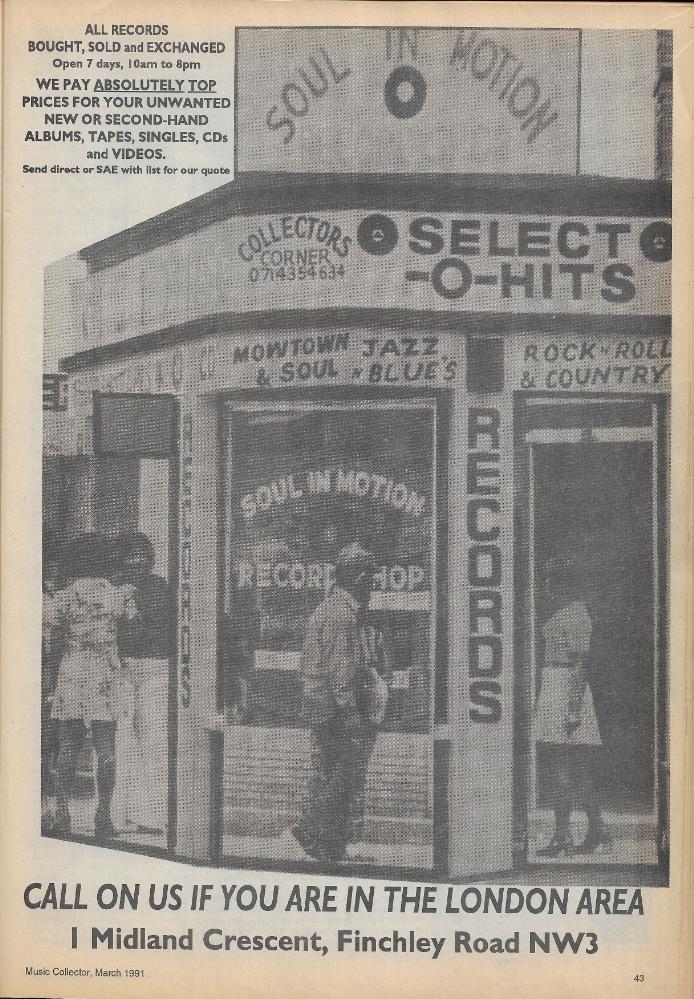 ALL RECORDS
BOUGHT, SOLD and EXCHANGED
Open 7 days, 10am to 8pm
WE PAY ABSOLUTELY TOP
PRICES FOR YOUR UNWANTED
NEW OR SECOND-HAND
ALBUMS, TAPES, SINGLES, CDs
and VIDEOS.
Send direct or SAE with list for our quote
SOUL IN MOTION
COLLECTORS
CORNER
0714354634
SELECT
-O-HITS
MOWTOWN JAZZ
& SOUL N BLUE'S
ROCK N ROLL
& COUNTRY
RECORDS
SOUL IN MOTION
RECORD HOP
CALL ON US IF YOU ARE IN THE LONDON AREA
1 Midland Crescent, Finchley Road NW3
Music Collector, March 1991
43